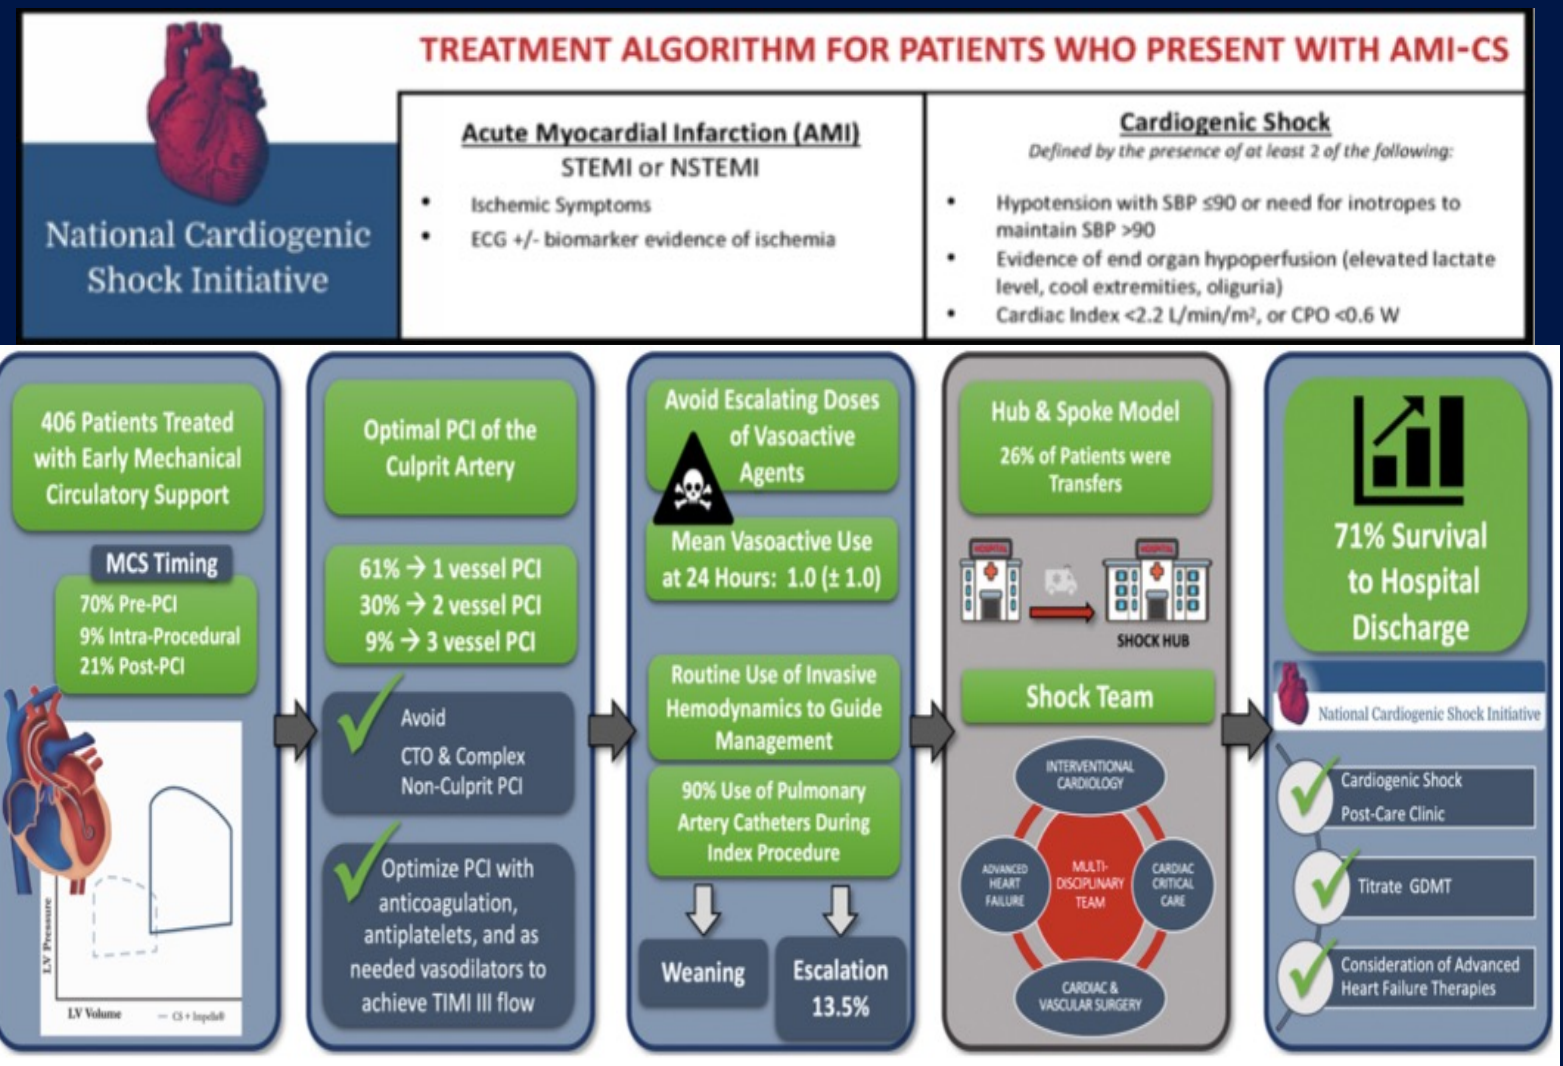 TREATMENT ALGORITHM FOR PATIENTS WHO PRESENT WITH AMI-CS
National Cardiogenic
Shock Initiative
Acute Myocardial Infarction (AMI)
STEMI or NSTEMI
• Ischemic Symptoms
• ECG +/- biomarker evidence of ischemia
Cardiogenic Shock
Defined by the presence of at least 2 of the following:
• Hypotension with SBP ≤90 or need for inotropes to
maintain SBP >90
• Evidence of end organ hypoperfusion (elevated lactate
level, cool extremities, oliguria)
• Cardiac Index <2.2 L/min/m², or CPO <0.6 W
406 Patients Treated
with Early Mechanical
Circulatory Support
MCS Timing
70% Pre-PCI
9% Intra-Procedural
21% Post-PCI
LV Pressure
LV Volume
CS + Impella®
Optimal PCI of the
Culprit Artery
61% → 1 vessel PCI
30% → 2 vessel PCI
9% → 3 vessel PCI
Avoid
CTO & Complex
Non-Culprit PCI
Optimize PCI with
anticoagulation,
antiplatelets, and as
needed vasodilators to
achieve TIMI III flow
Avoid Escalating Doses
of Vasoactive
Agents
Mean Vasoactive Use
at 24 Hours: 1.0 (± 1.0)
Routine Use of Invasive
Hemodynamics to Guide
Management
90% Use of Pulmonary
Artery Catheters During
Index Procedure
Weaning
Escalation
13.5%
Hub & Spoke Model
26% of Patients were
Transfers
HOSPITAL
HOSPITAL
SHOCK HUB
Shock Team
INTERVENTIONAL
CARDIOLOGY
ADVANCED
HEART
FAILURE
MULTI-
DISCIPLINARY
TEAM
CARDIAC
CRITICAL
CARE
CARDIAC &
VASCULAR SURGERY
71% Survival
to Hospital
Discharge
National Cardiogenic Shock Initiative
Cardiogenic Shock
Post-Care Clinic
Titrate GDMT
Consideration of Advanced
Heart Failure Therapies